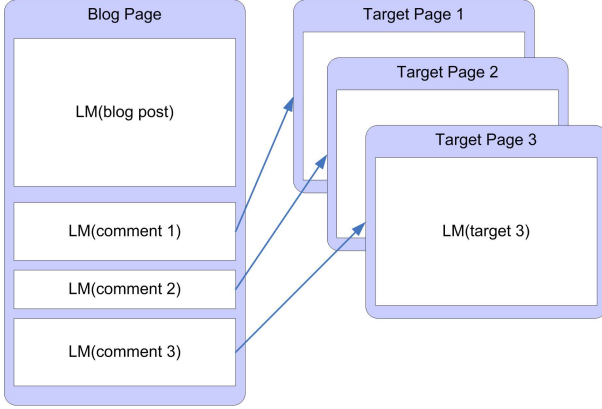 Blog Page
LM(blog post)
LM(comment 1)
LM(comment 2)
LM(comment 3)
Target Page 1
Target Page 2
Target Page 3
LM(target 3)